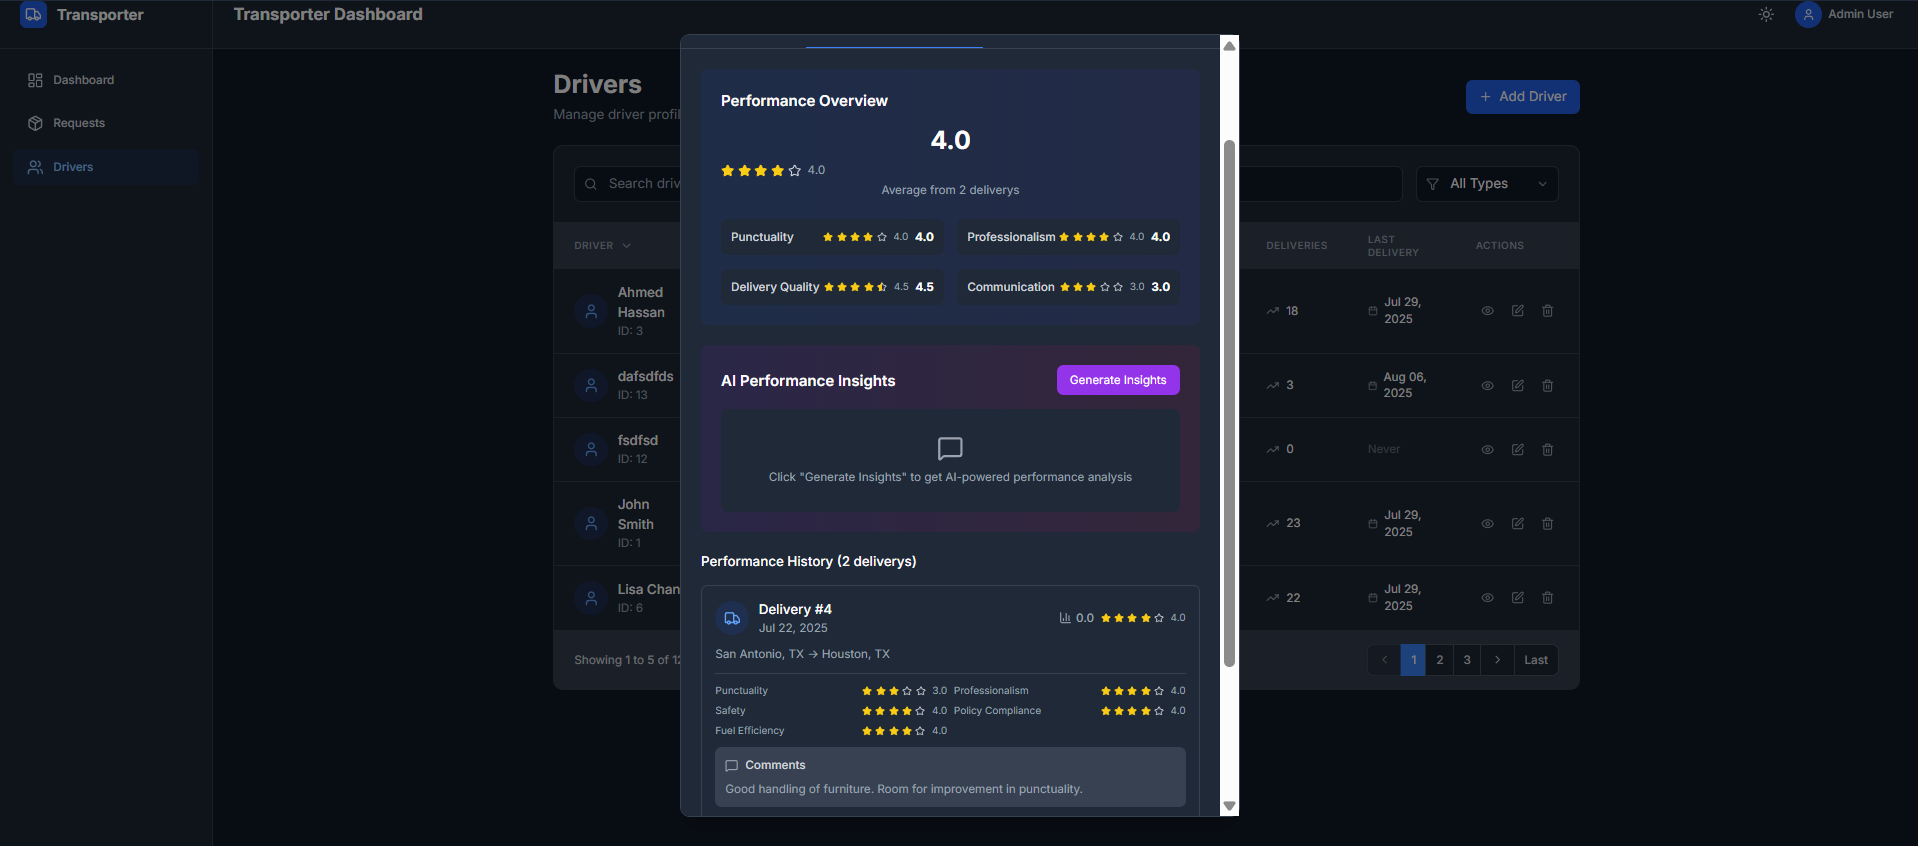 Transporter
Transporter Dashboard
Admin User
Dashboard
Requests
Drivers
Drivers
Manage driver profil
Add Driver
Search driv
All Types
DRIVER
DELIVERIES
LAST
DELIVERY
ACTIONS
Ahmed
Hassan
ID: 3
18
Jul 29,
2025
dafsdfds
ID: 13
3
Aug 06,
2025
fsdfsd
ID: 12
0
Never
John
Smith
ID: 1
23
Jul 29,
2025
Lisa Chan
ID: 6
22
Jul 29,
2025
Showing 1 to 5 of 12
1 2 3 Last
Performance Overview
4.0
4.0
Average from 2 deliverys
Punctuality 4.0 4.0
Professionalism 4.0 4.0
Delivery Quality 4.5 4.5
Communication 3.0 3.0
AI Performance Insights
Generate Insights
Click "Generate Insights" to get AI-powered performance analysis
Performance History (2 deliverys)
Delivery #4
0.0 4.0
Jul 22, 2025
San Antonio, TX → Houston, TX
Punctuality 3.0 Professionalism 4.0
Safety 4.0 Policy Compliance 4.0
Fuel Efficiency 4.0
Comments
Good handling of furniture. Room for improvement in punctuality.